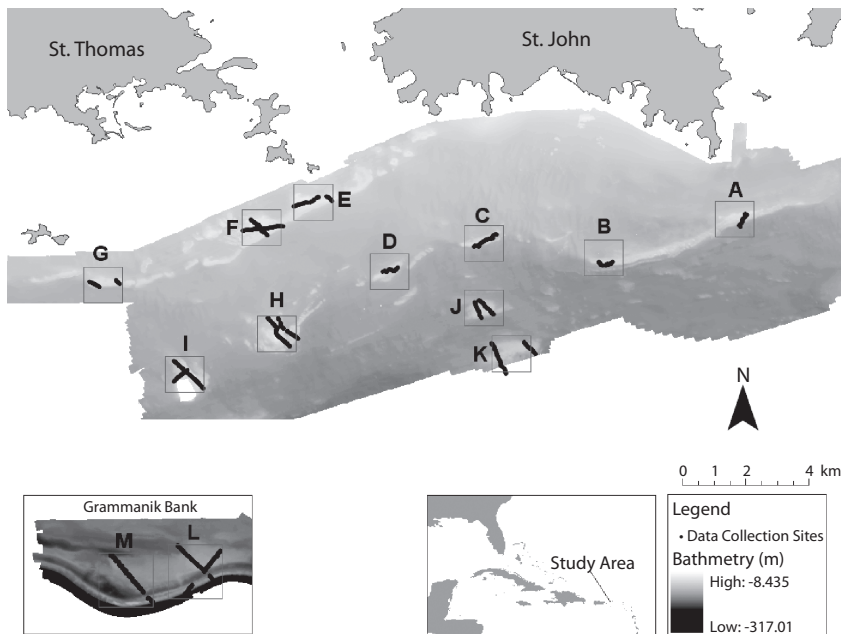 St. Thomas
St. John
A
E
F
C
B
D
G
H
J
I
K
N
0 1 2 4 km
Grammanik Bank
M
L
Study Area
Legend
• Data Collection Sites
Bathmetry (m)
High: -8.435
Low: -317.01